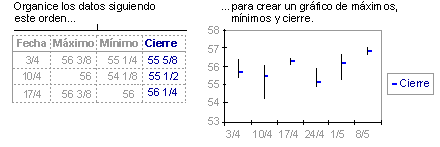 Organice los datos siguiendo
este orden...
Fecha Máximo Mínimo Cierre
3/4 56 3/8 55 1/4 55 5/8
10/4 56 54 1/8 55 1/2
17/4 56 3/8 56 56 1/4
...para crear un gráfico de máximos,
mínimos y cierre.
58
57
56
55
54
53
3/4 10/4 17/4 24/4 1/5 8/5
Cierre